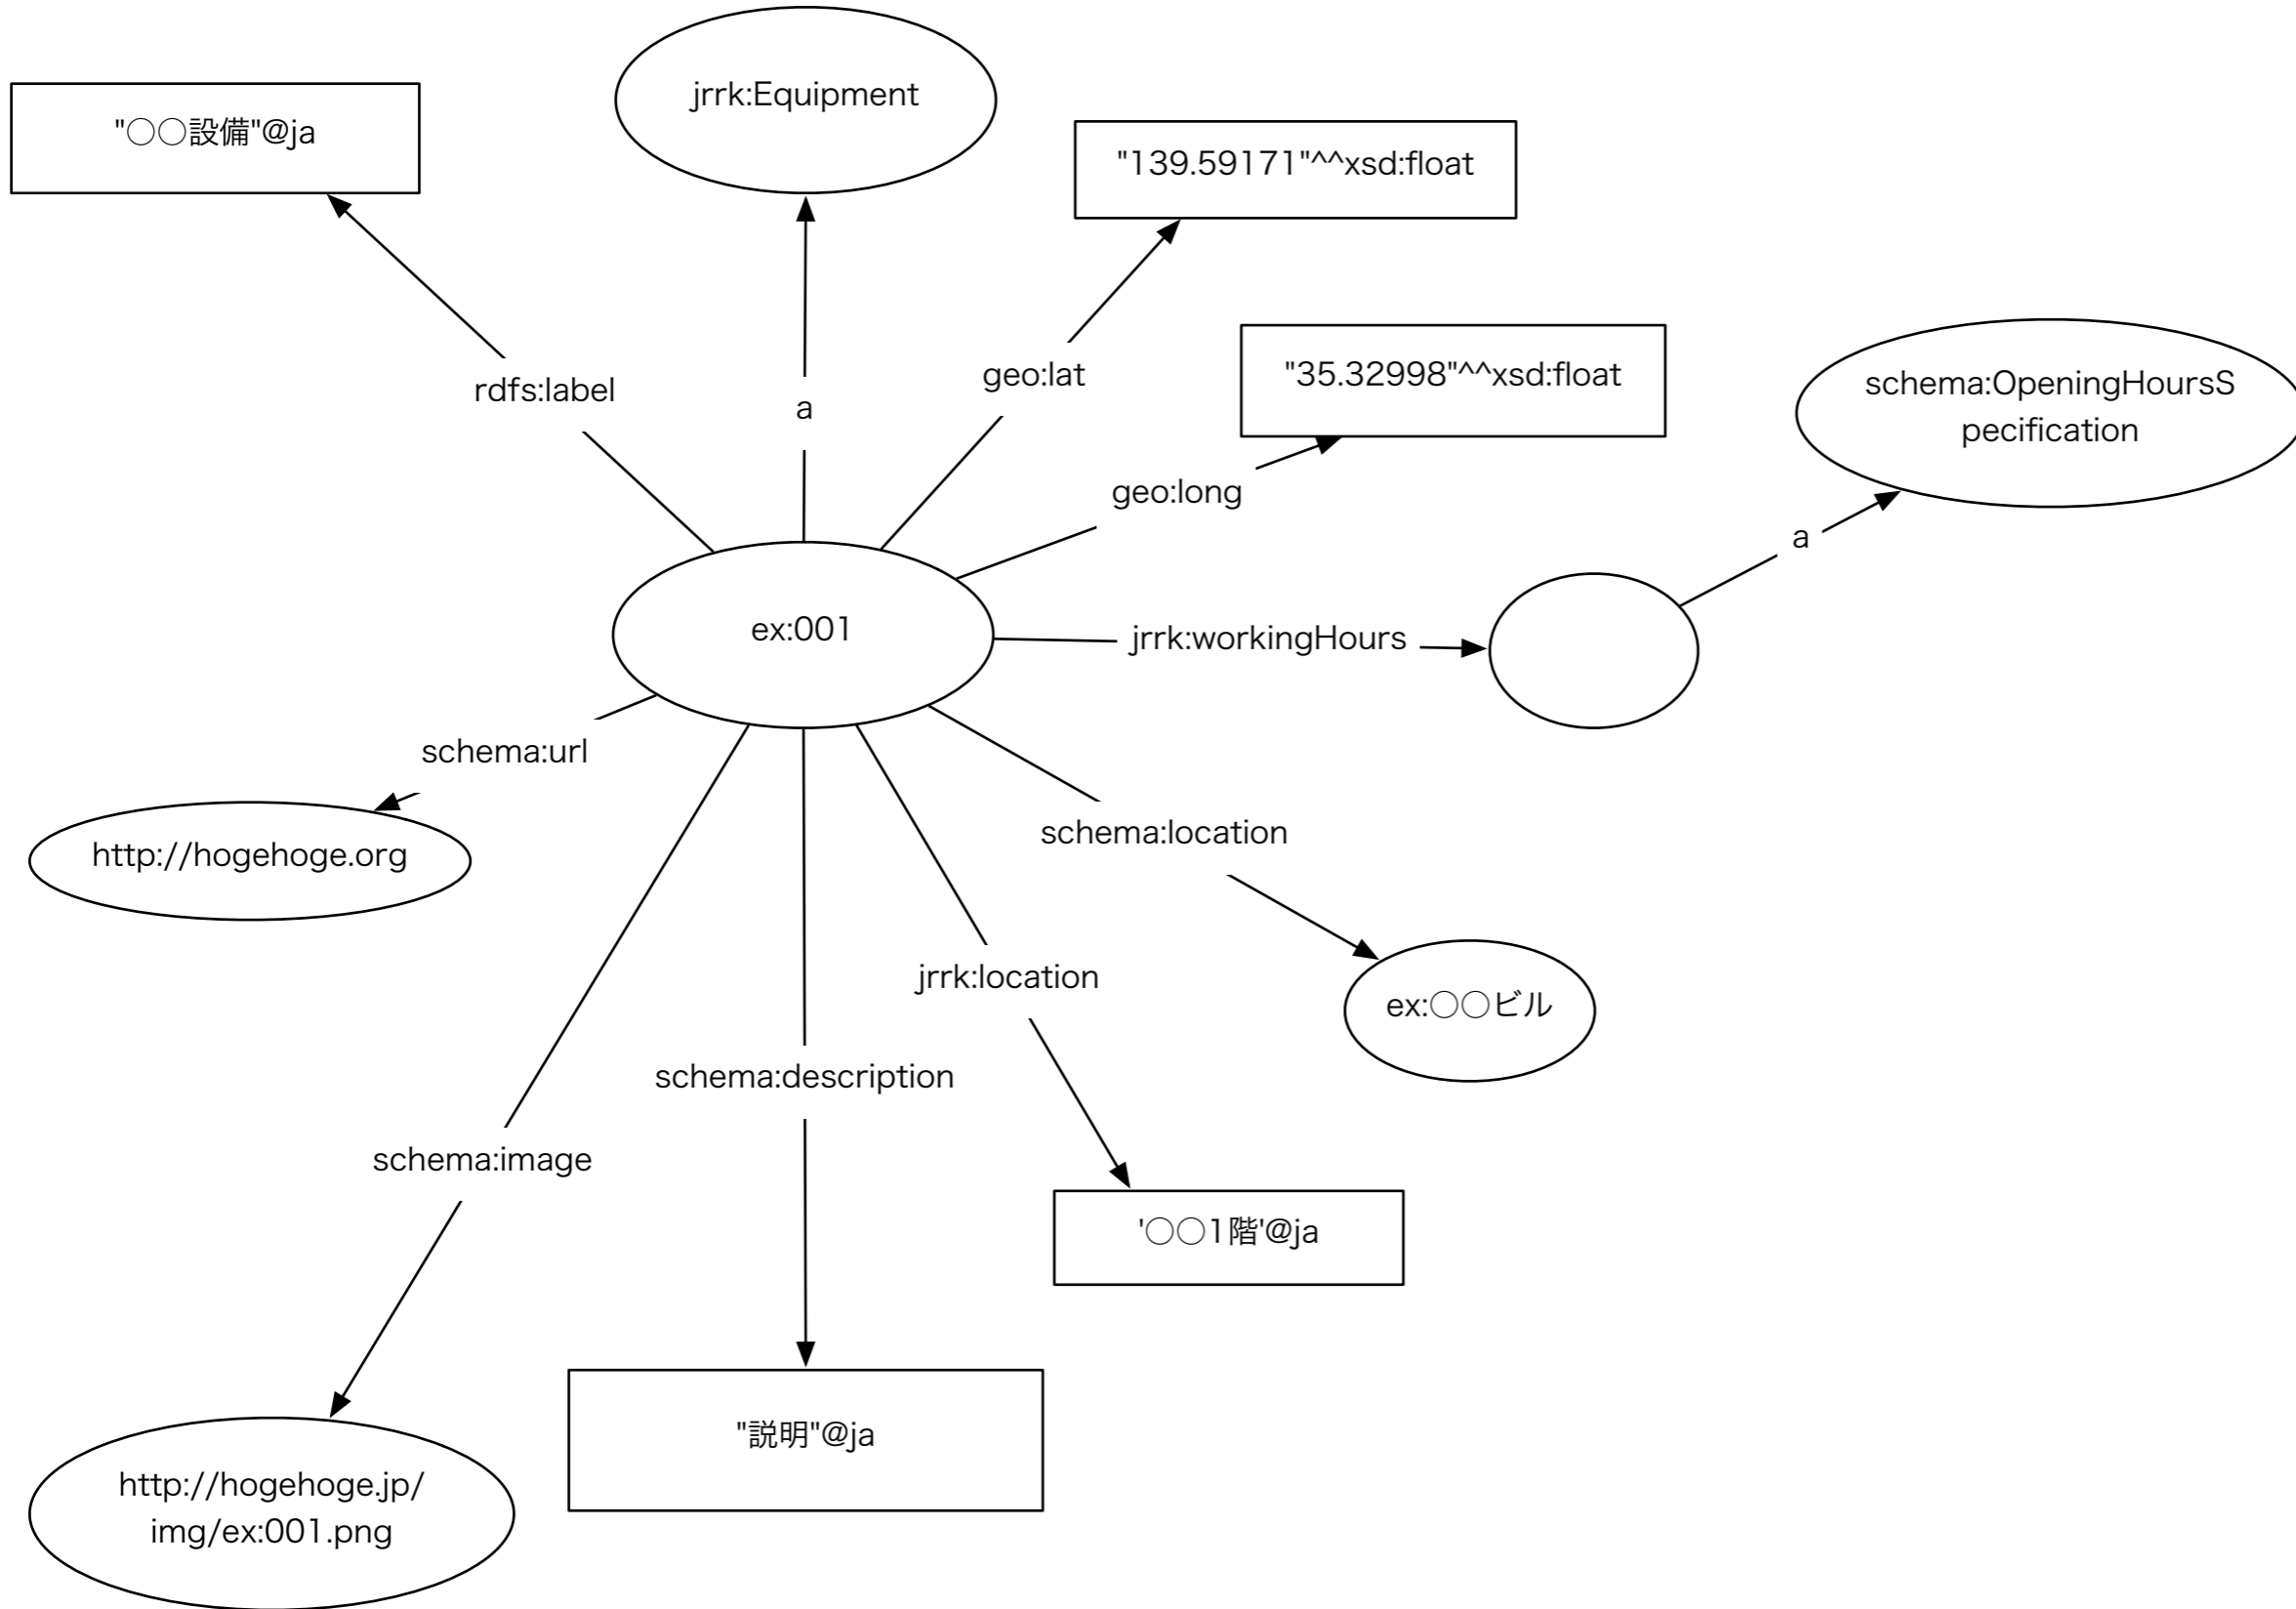 jrrk:Equipment
"○○設備"@ja
"139.59171"^^xsd:float
"35.32998"^^xsd:float
schema:OpeningHoursS
pecification
geo:lat
rdfs:label
a
geo:long
a
ex:001
jrrk:workingHours
schema:url
schema:location
http://hogehoge.org
jrrk:location
ex:○○ビル
schema:description
schema:image
'○○1階'@ja
"説明"@ja
http://hogehoge.jp/
img/ex:001.png